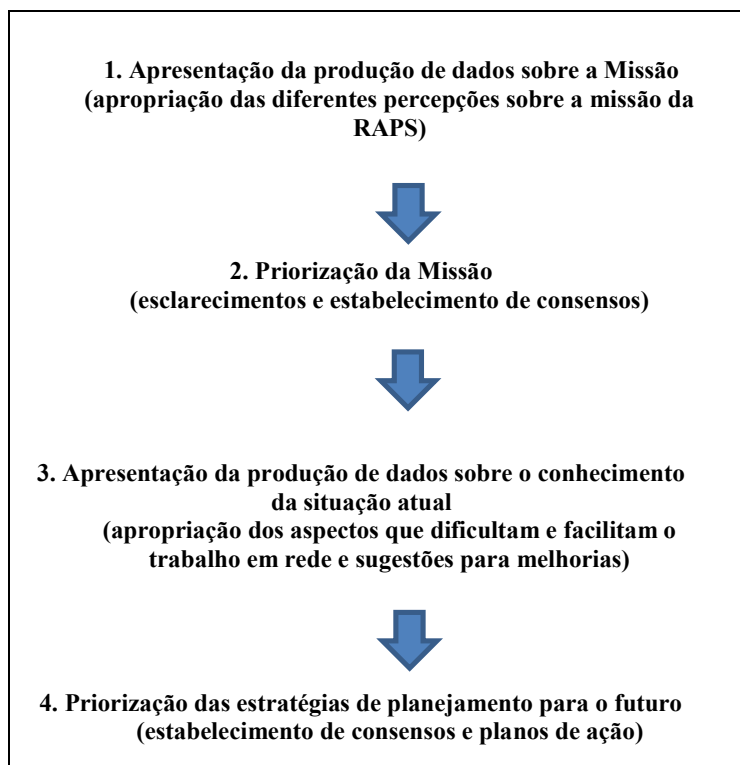 1. Apresentação da produção de dados sobre a Missão
(apropriação das diferentes percepções sobre a missão da
RAPS)
2. Priorização da Missão
(esclarecimentos e estabelecimento de consensos)
3. Apresentação da produção de dados sobre o conhecimento
da situação atual
(apropriação dos aspectos que dificultam e facilitam o
trabalho em rede e sugestões para melhorias)
4. Priorização das estratégias de planejamento para o futuro
(estabelecimento de consensos e planos de ação)